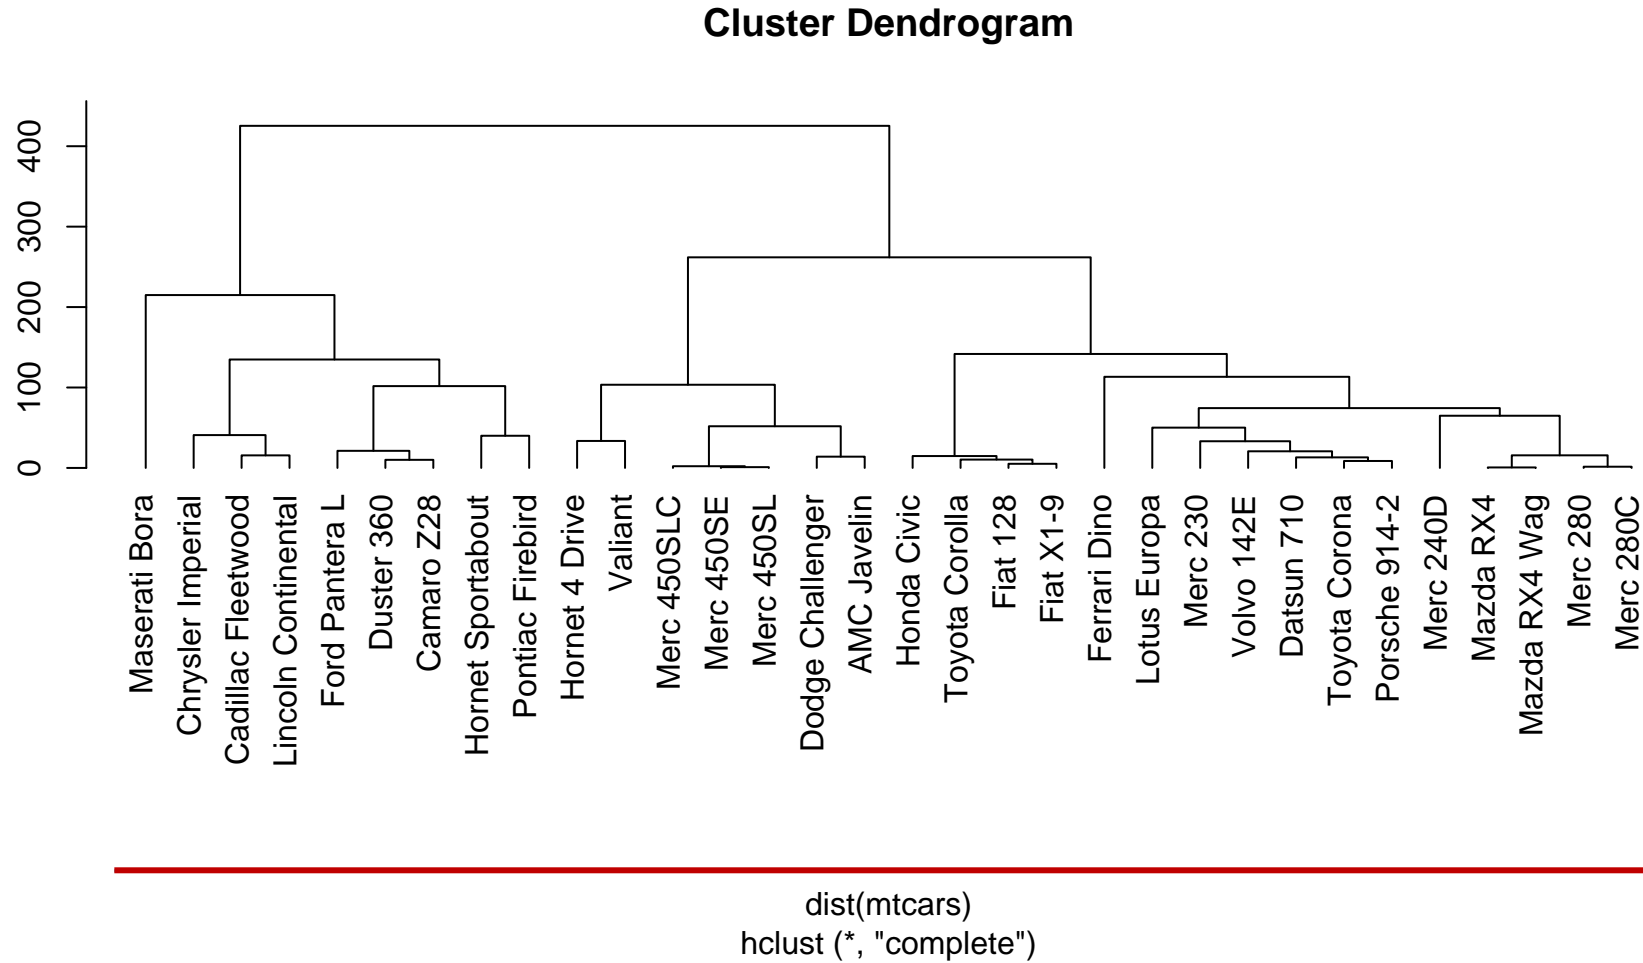 Cluster Dendrogram
400
300
200
100
0
Maserati Bora
Chrysler Imperial
Cadillac Fleetwood
Lincoln Continental
Ford Pantera L
Duster 360
Camaro Z28
Hornet Sportabout
Pontiac Firebird
Hornet 4 Drive
Valiant
Merc 450SLC
Merc 450SE
Merc 450SL
Dodge Challenger
AMC Javelin
Honda Civic
Toyota Corolla
Fiat 128
Fiat X1-9
Ferrari Dino
Lotus Europa
Merc 230
Volvo 142E
Datsun 710
Toyota Corona
Porsche 914-2
Merc 240D
Mazda RX4
Mazda RX4 Wag
Merc 280
Merc 280C
dist(mtcars)
hclust (*, "complete")